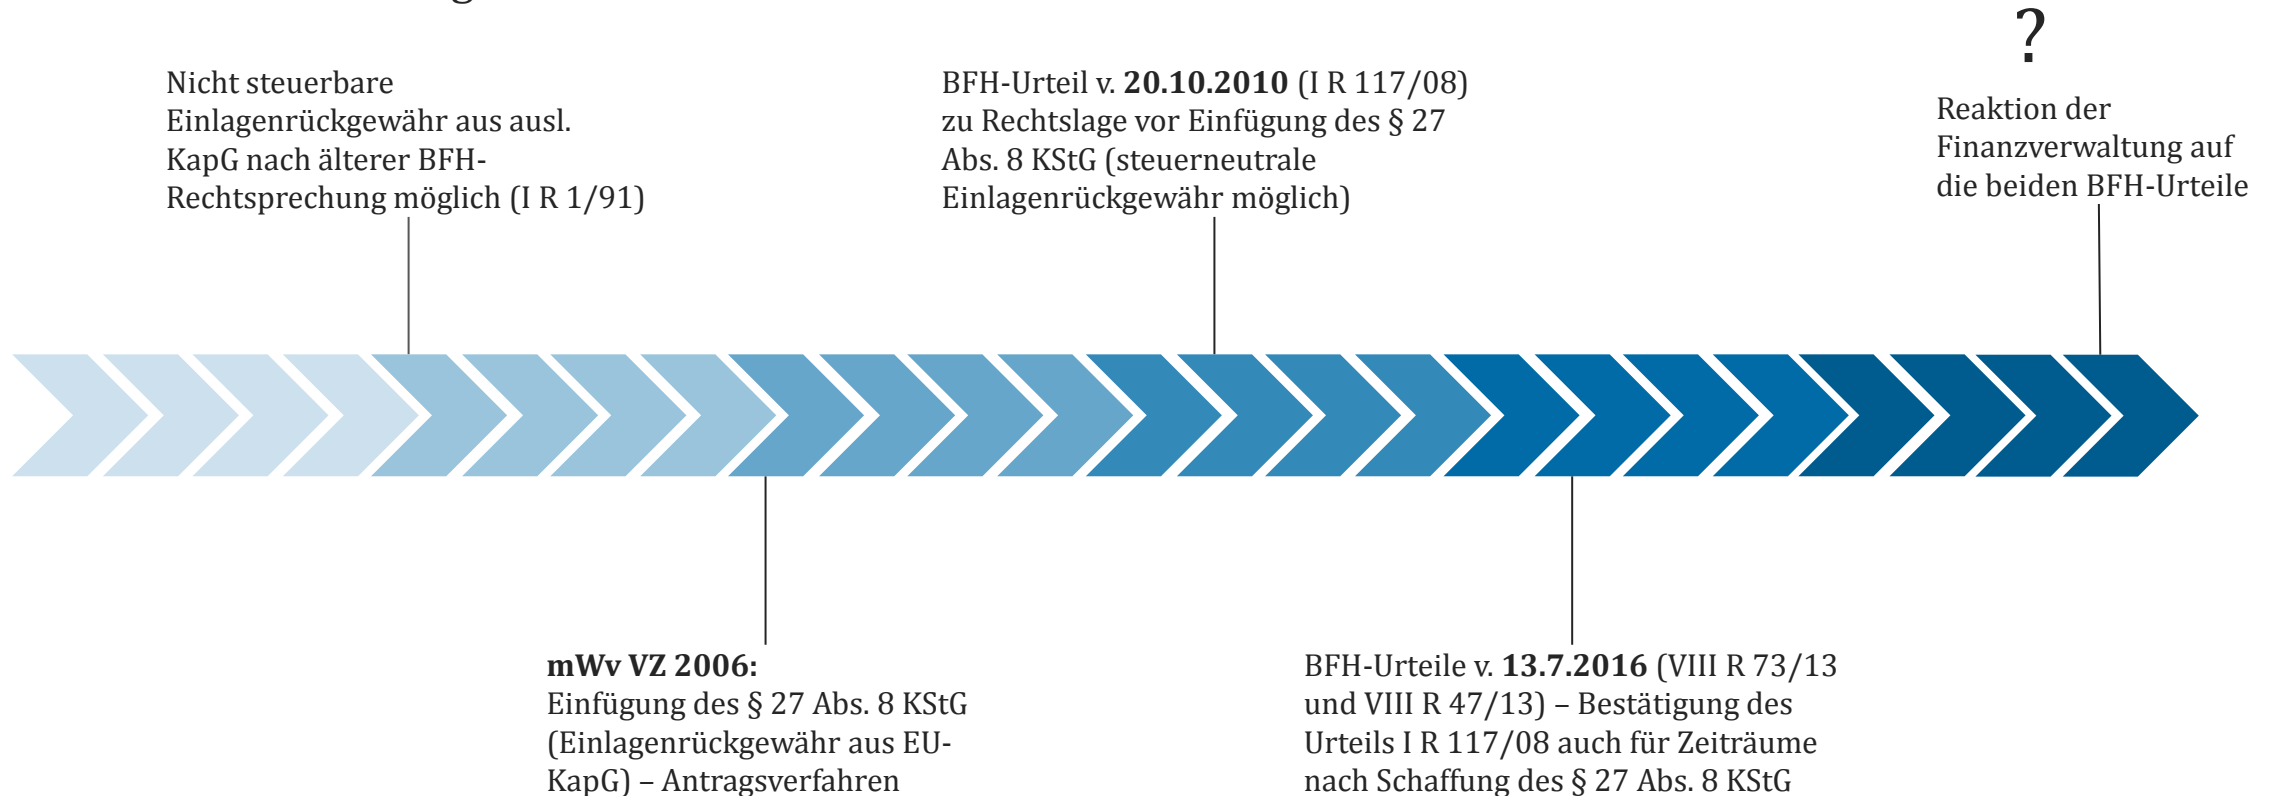 Nicht steuerbare
Einlagenrückgewähr aus ausl.
KapG nach älterer BFH-
Rechtsprechung möglich (I R 1/91)
BFH-Urteil v. 20.10.2010 (I R 117/08)
zu Rechtslage vor Einfügung des § 27
Abs. 8 KStG (steuerneutrale
Einlagenrückgewähr möglich)
?
Reaktion der
Finanzverwaltung auf
die beiden BFH-Urteile
mWv VZ 2006:
Einfügung des § 27 Abs. 8 KStG
(Einlagenrückgewähr aus EU-
KapG) – Antragsverfahren
BFH-Urteile v. 13.7.2016 (VIII R 73/13
und VIII R 47/13) – Bestätigung des
Urteils I R 117/08 auch für Zeiträume
nach Schaffung des § 27 Abs. 8 KStG